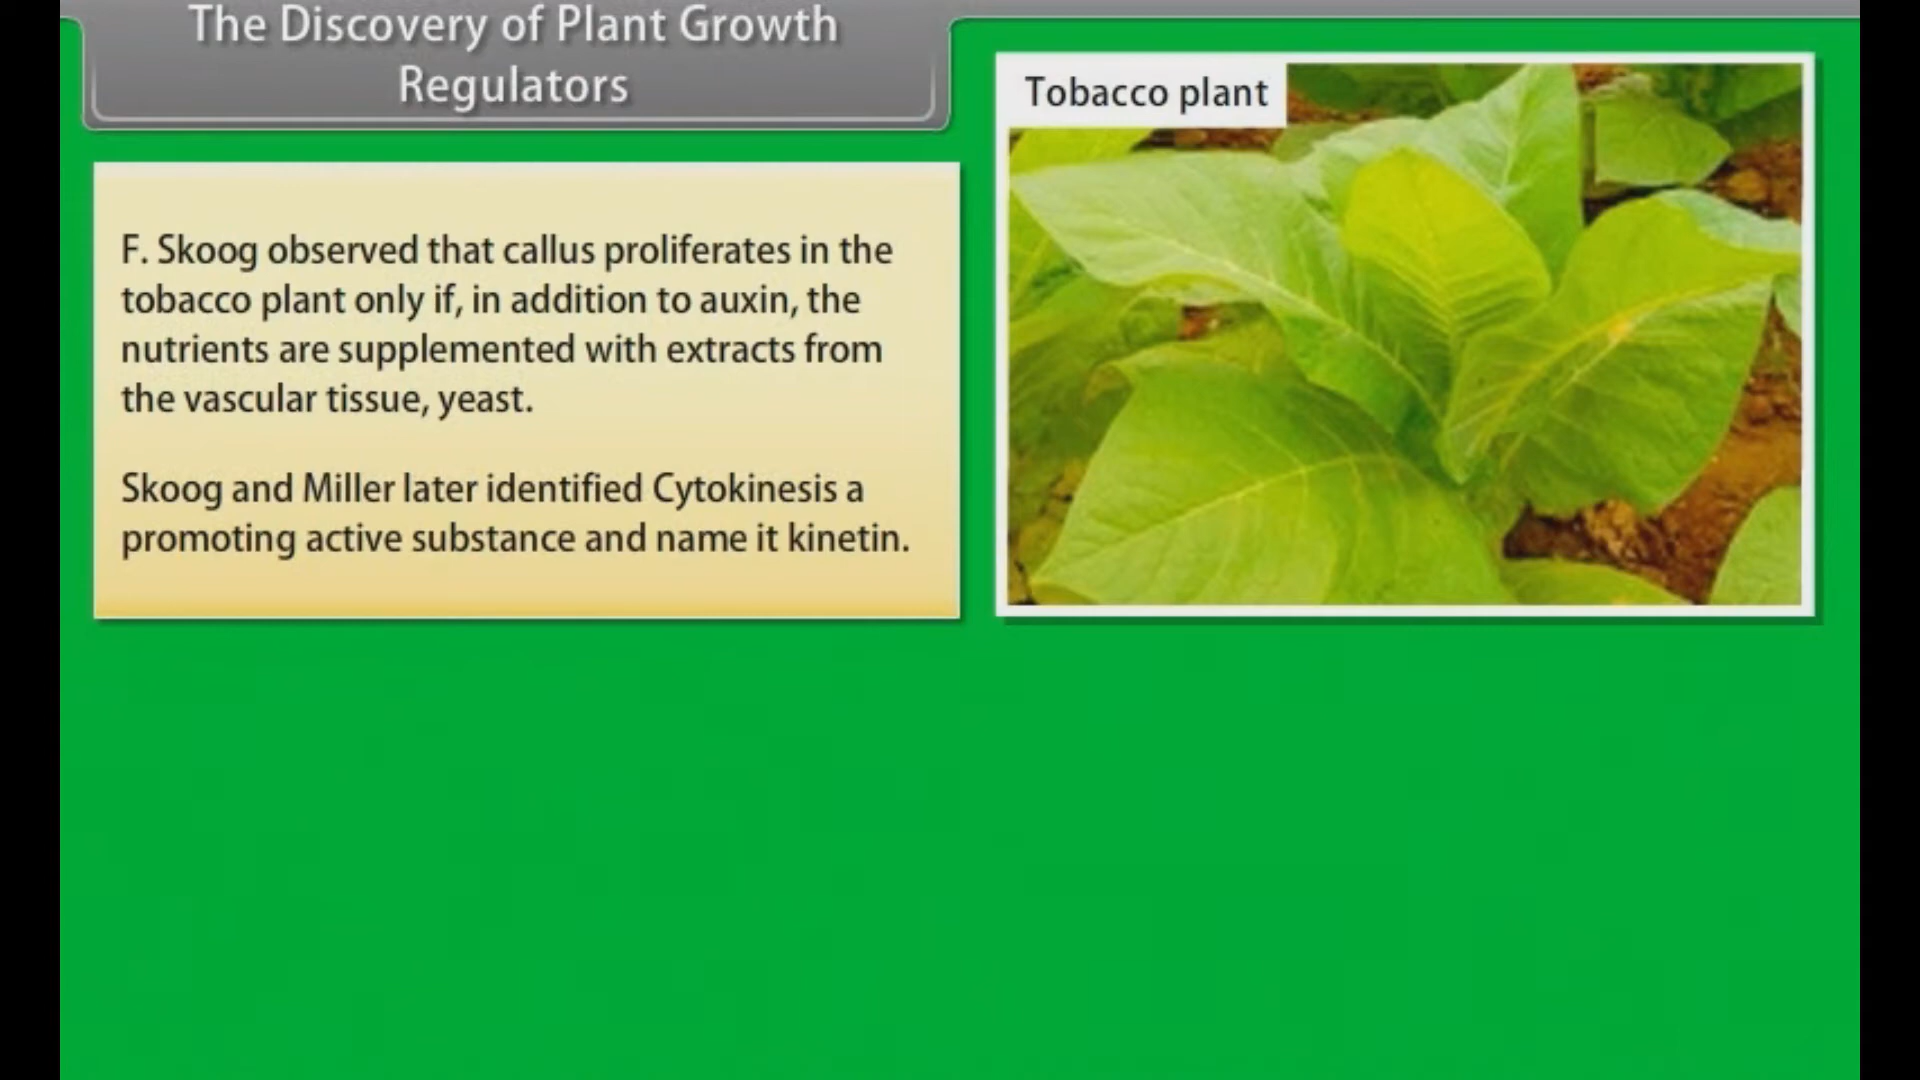 The Discovery of Plant Growth
Regulators
Tobacco plant
F. Skoog observed that callus proliferates in the
tobacco plant only if, in addition to auxin, the
nutrients are supplemented with extracts from
the vascular tissue, yeast.
Skoog and Miller later identified Cytokinesis a
promoting active substance and name it kinetin.